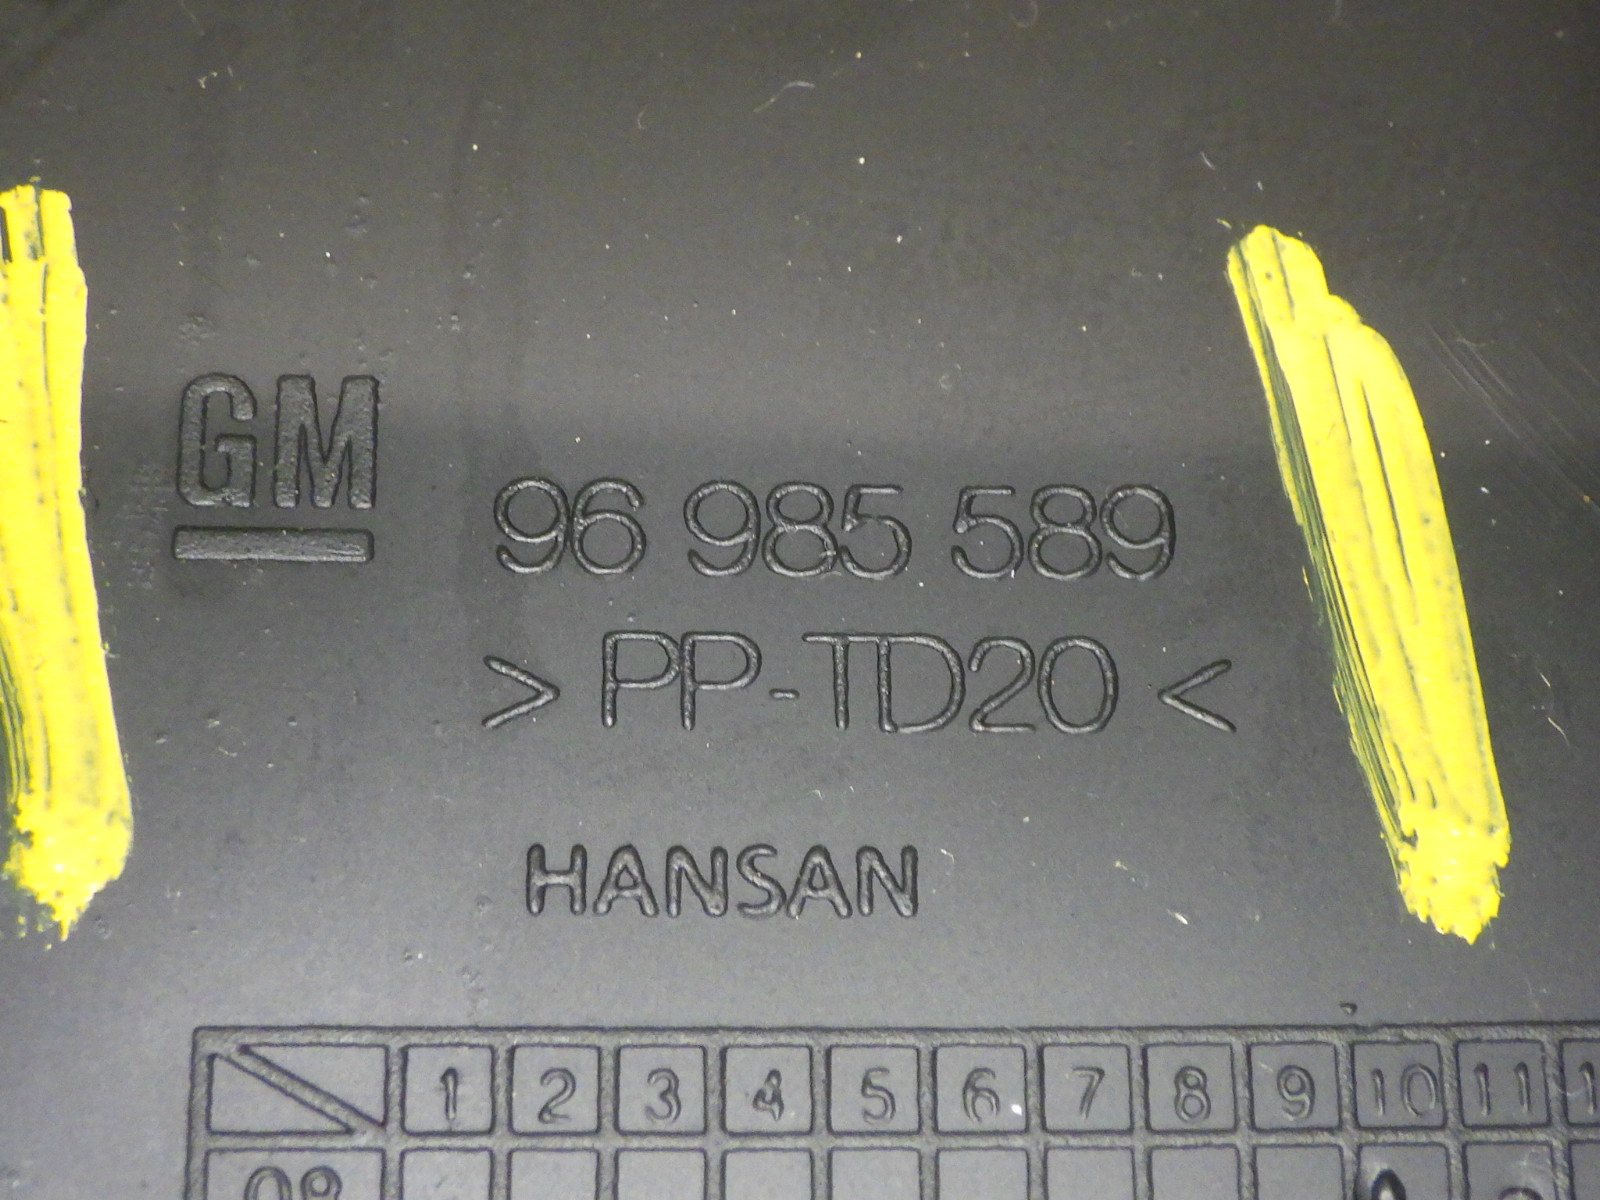 GM
96 985 589
> PP-TD20 <
HANSAN
1 2 3 4 5 6 7 8 9 10 11